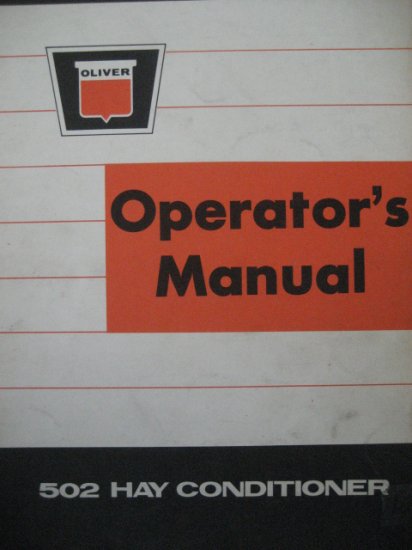 OLIVER
Operator's
Manual
502 HAY CONDITIONER